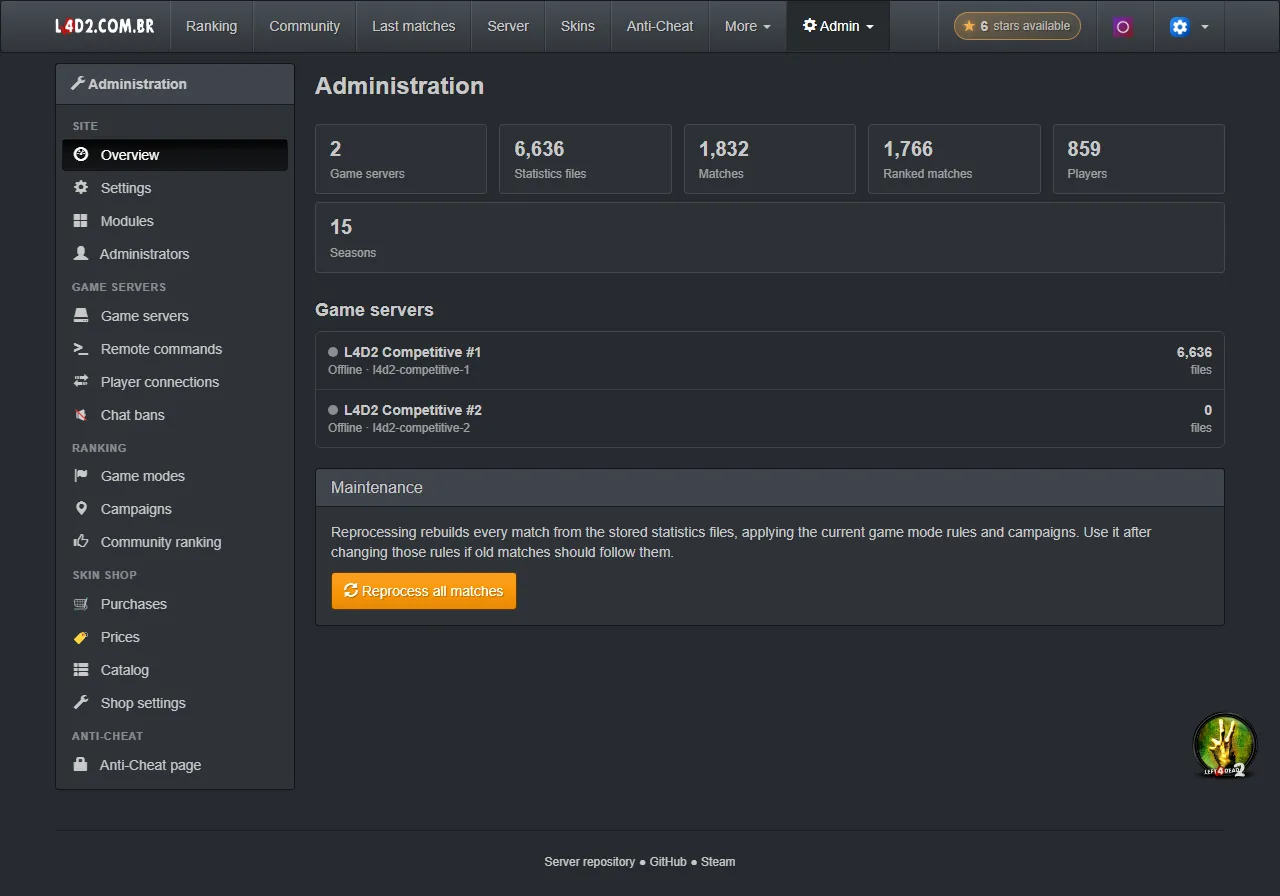 L4D2.COM.BR Ranking Community Last matches Server Skins Anti-Cheat More Admin 6 stars available
Administration
SITE
Overview
Settings
Modules
Administrators
GAME SERVERS
Game servers
Remote commands
Player connections
Chat bans
RANKING
Game modes
Campaigns
Community ranking
SKIN SHOP
Purchases
Prices
Catalog
Shop settings
ANTI-CHEAT
Anti-Cheat page
Administration
2 6,636 1,832 1,766 859
Game servers Statistics files Matches Ranked matches Players
15
Seasons
Game servers
L4D2 Competitive #1 6,636
Offline · l4d2-competitive-1 files
L4D2 Competitive #2 0
Offline · l4d2-competitive-2 files
Maintenance
Reprocessing rebuilds every match from the stored statistics files, applying the current game mode rules and campaigns. Use it after
changing those rules if old matches should follow them.
Reprocess all matches
LEFT 4 DEAD 2
Server repository ● GitHub ● Steam